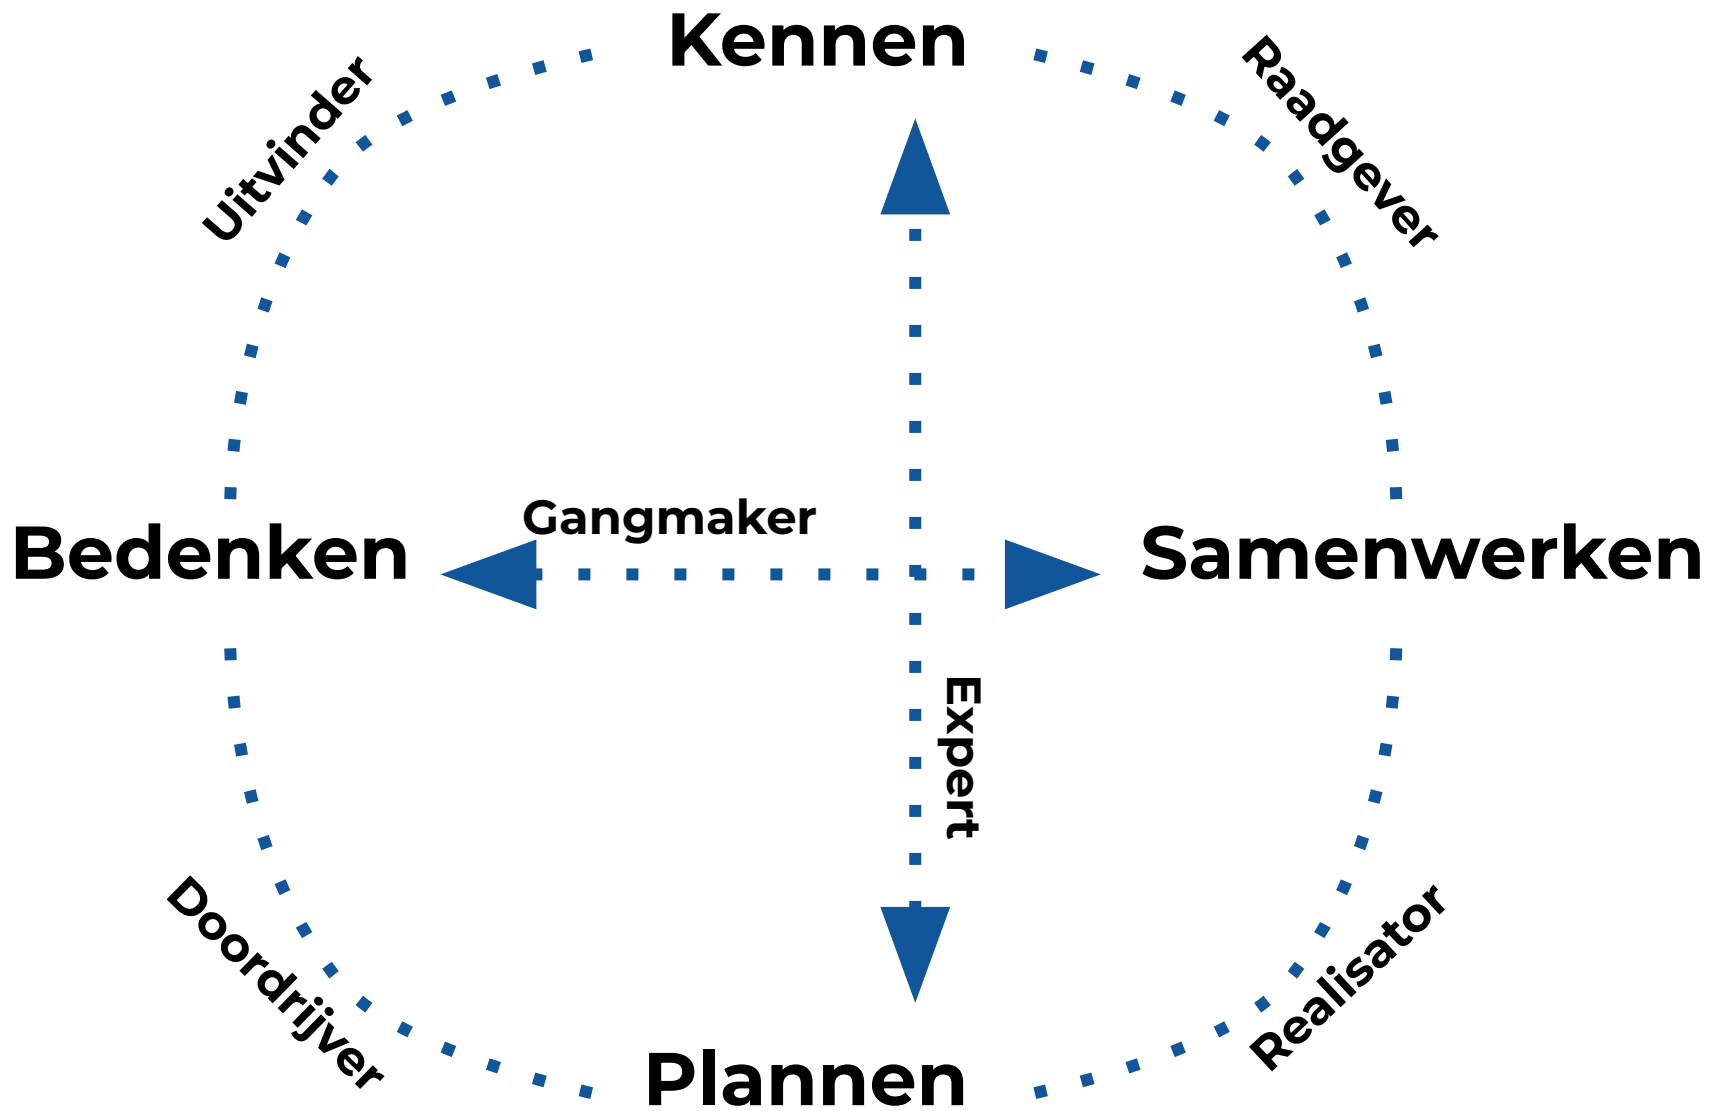 Kennen
Uitvinder
Raadgever
Gangmaker
Bedenken
Samenwerken
Expert
Doordrijver
Realisator
Plannen